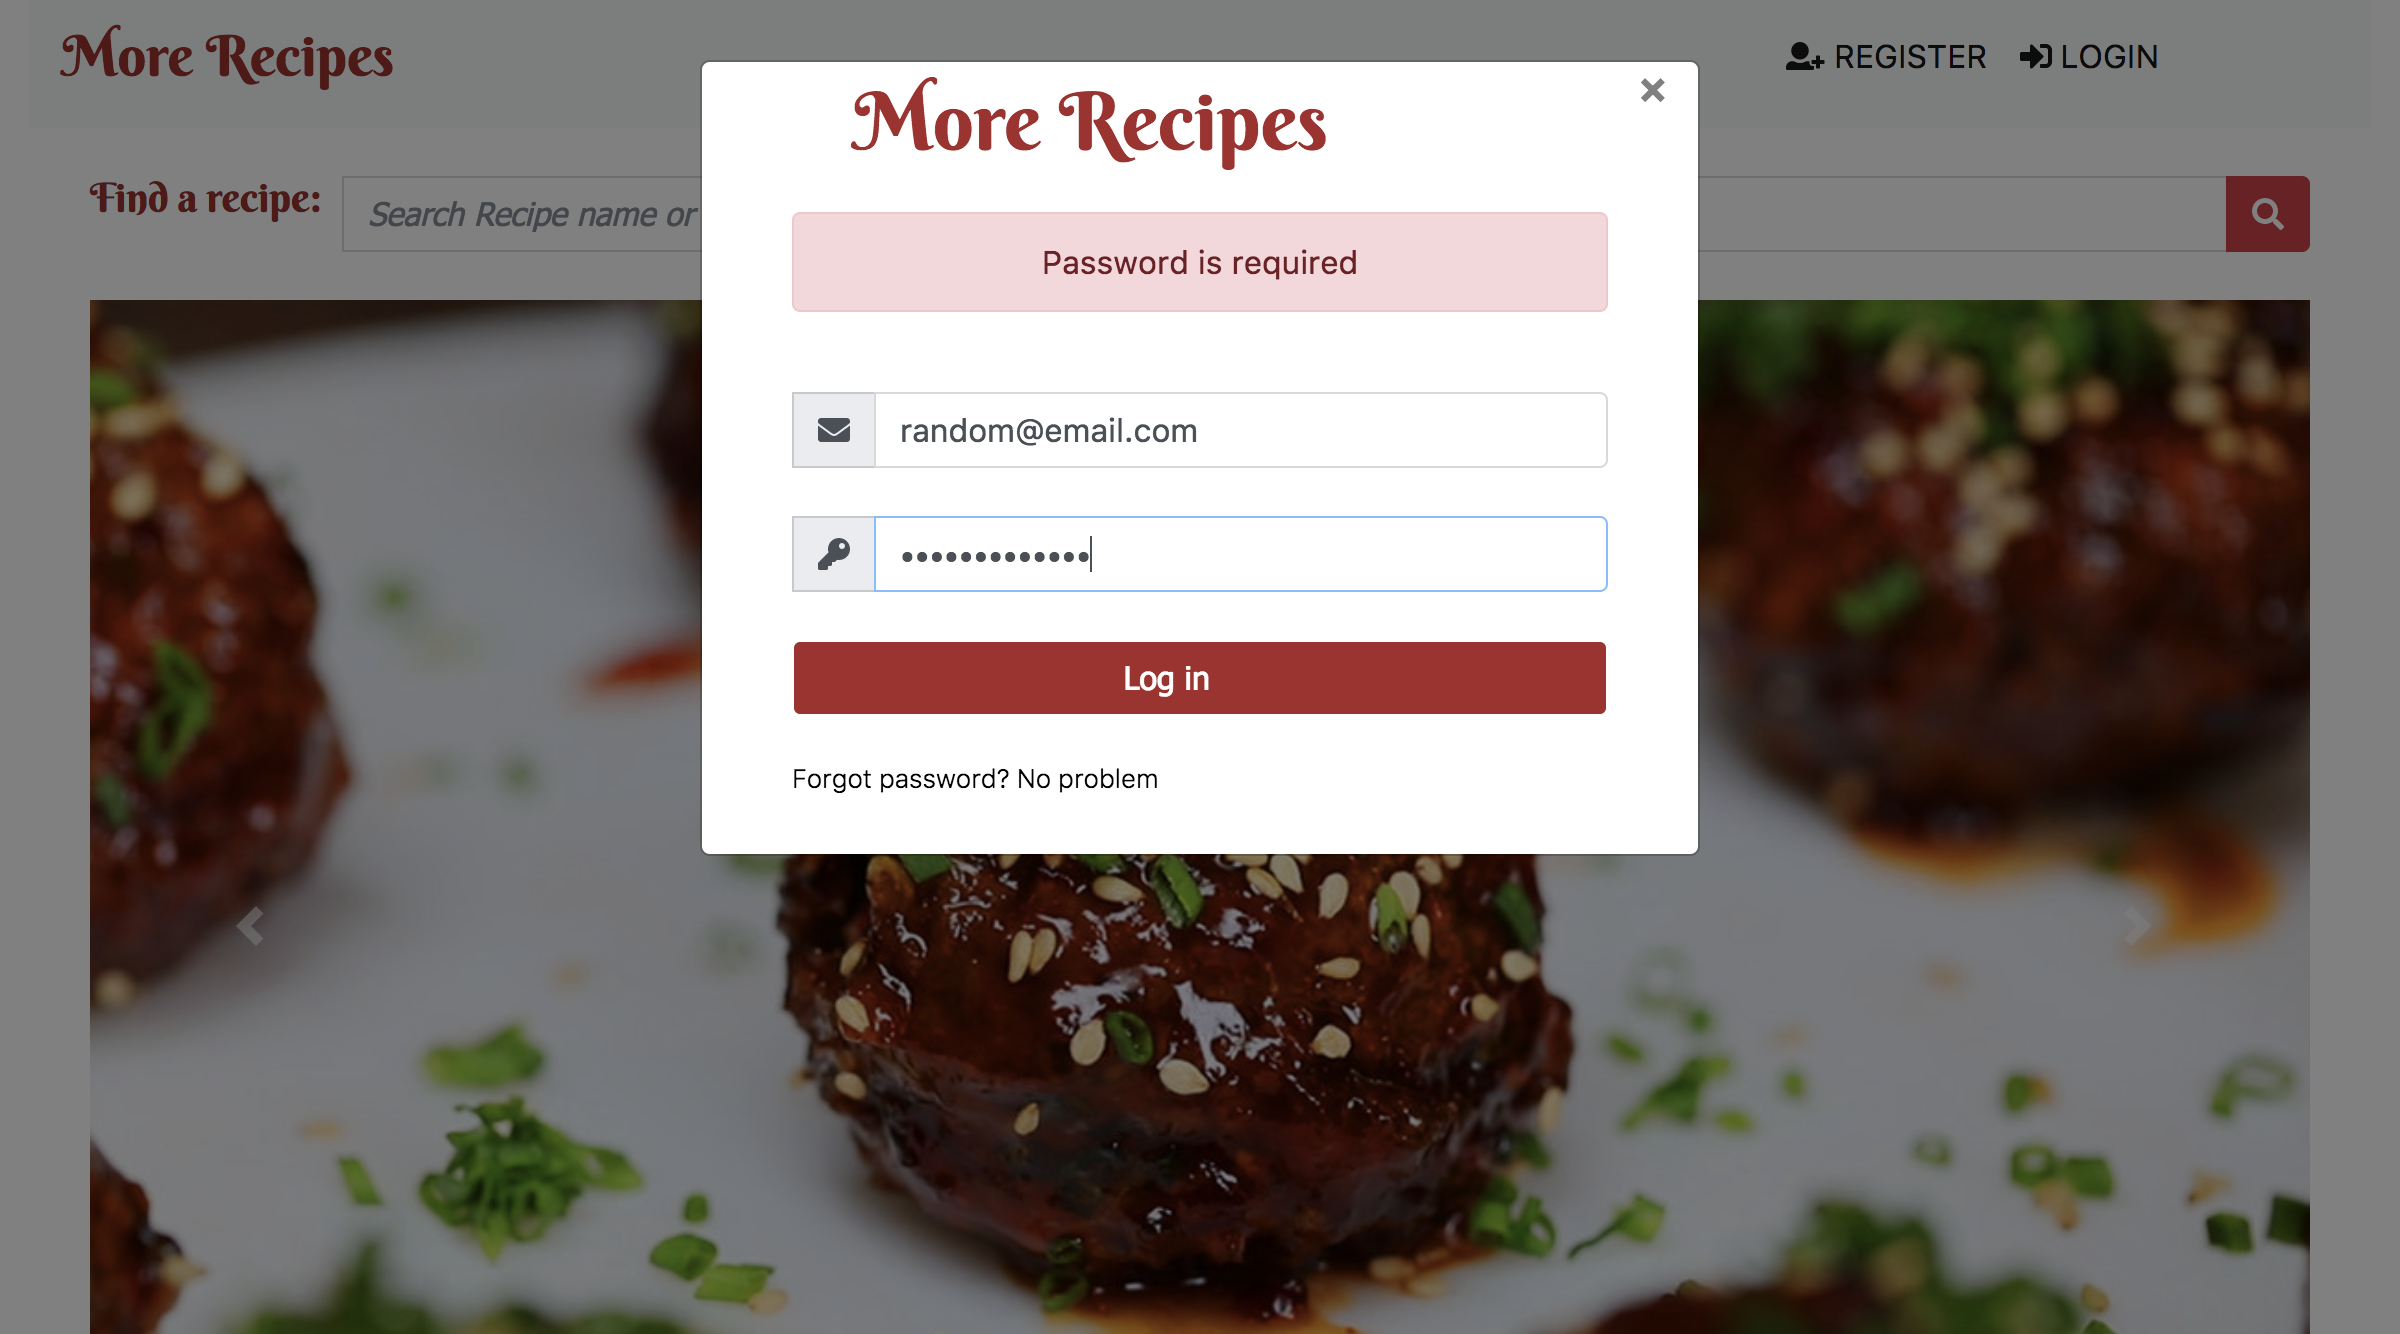 More Recipes
REGISTER LOGIN
Find a recipe: Search Recipe name or
More Recipes
Password is required
random@email.com
•••••••••••••
Log in
Forgot password? No problem